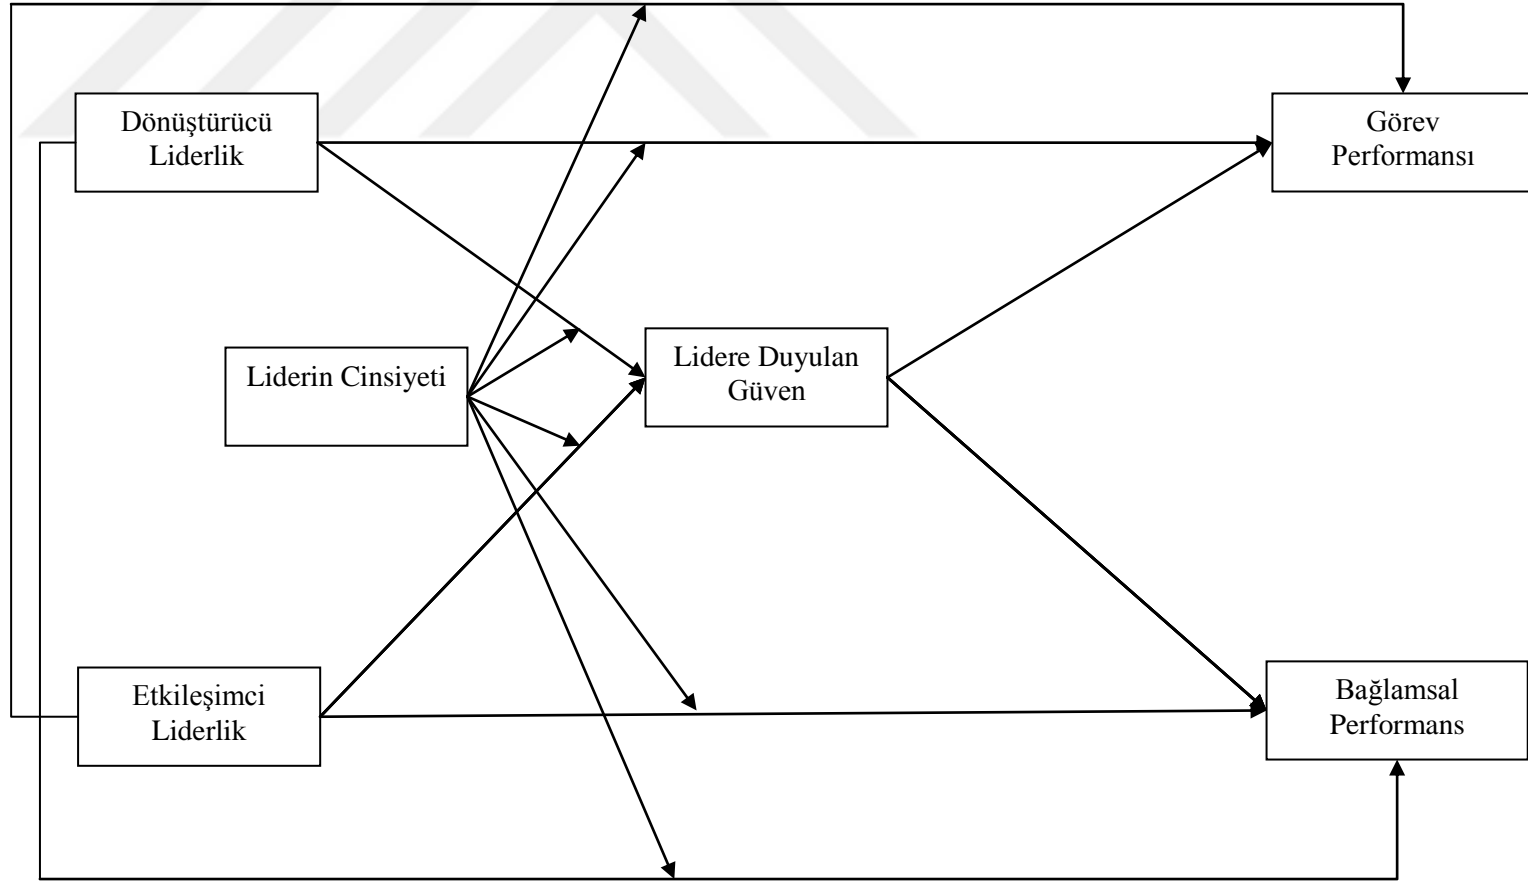 Dönüştürücü
Liderlik
Görev
Performansı
Liderin Cinsiyeti
Lidere Duyulan
Güven
Etkileşimci
Liderlik
Bağlamsal
Performans